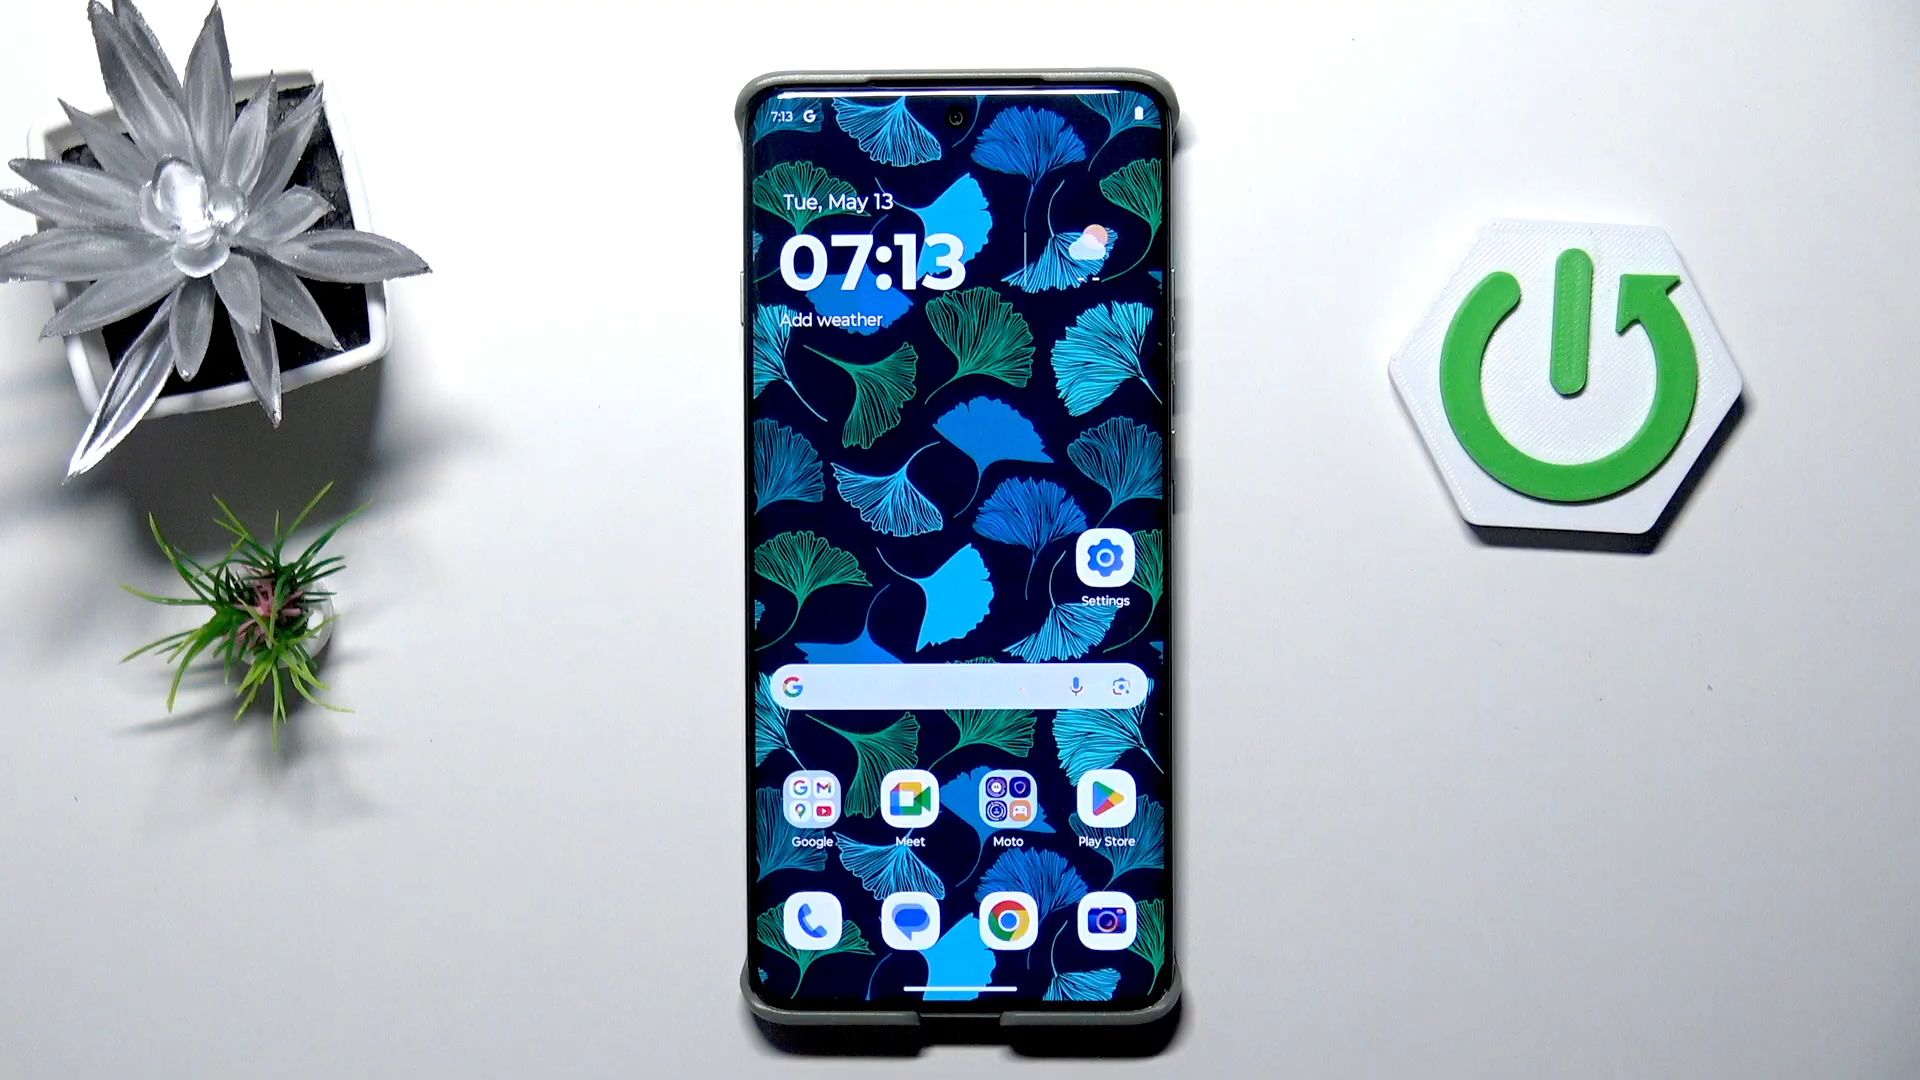 7:13
Tue, May 13
07:13
--
Add weather
Settings
Google
Meet
Moto
Play Store